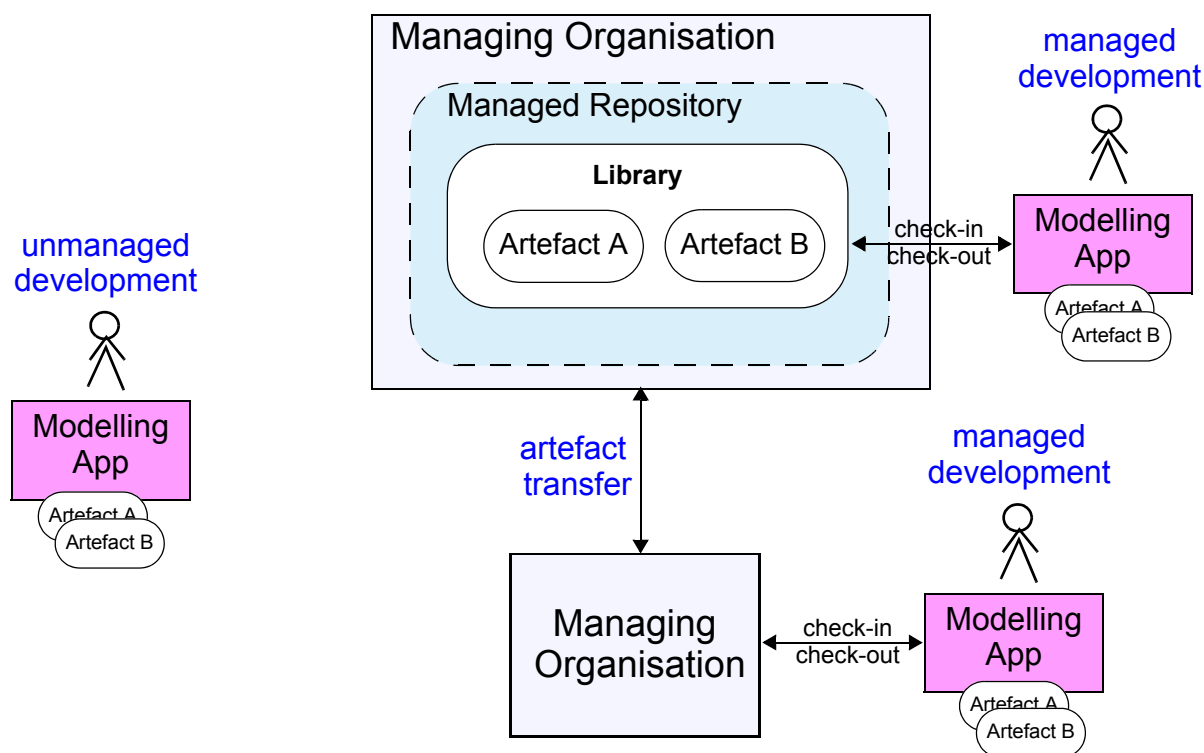 Managing Organisation
Managed Repository
Library
Artefact A
Artefact B
check-in
check-out
managed
development
Modelling
App
Artefact A
Artefact B
unmanaged
development
Modelling
App
Artefact A
Artefact B
artefact
transfer
Managing
Organisation
check-in
check-out
managed
development
Modelling
App
Artefact A
Artefact B